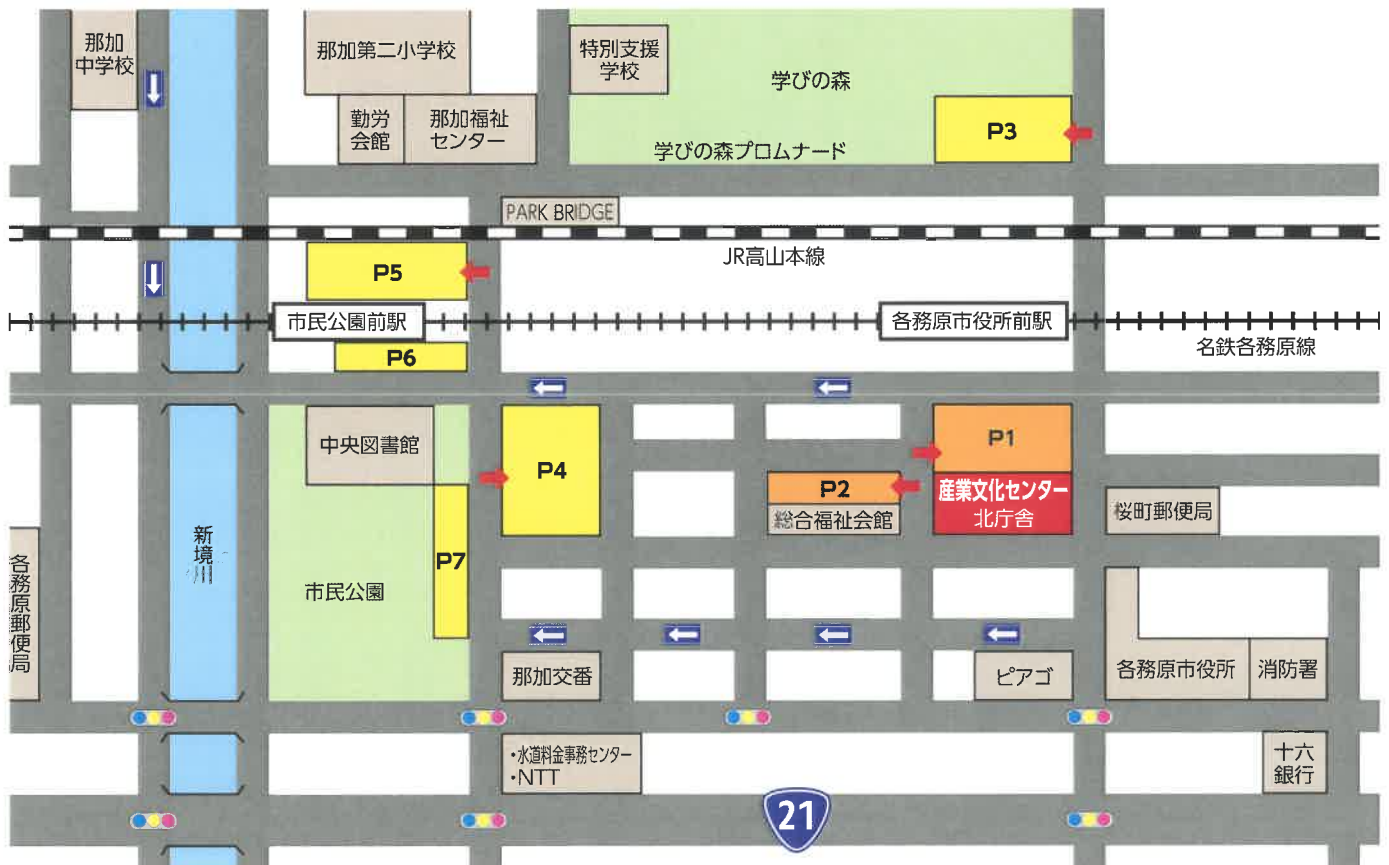 那加
中学校
那加第二小学校
特別支援
学校
学びの森
勤労
会館
那加福祉
センター
P3
学びの森プロムナード
PARK BRIDGE
JR高山本線
P5
市民公園前駅
各務原市役所前駅
名鉄各務原線
P6
中央図書館
P4
P1
P2
総合福祉会館
産業文化センター
北庁舎
桜町郵便局
新境川
各務原郵便局
市民公園
P7
那加交番
ピアゴ
各務原市役所
消防署
・水道料金事務センター
・NTT
十六
銀行
21